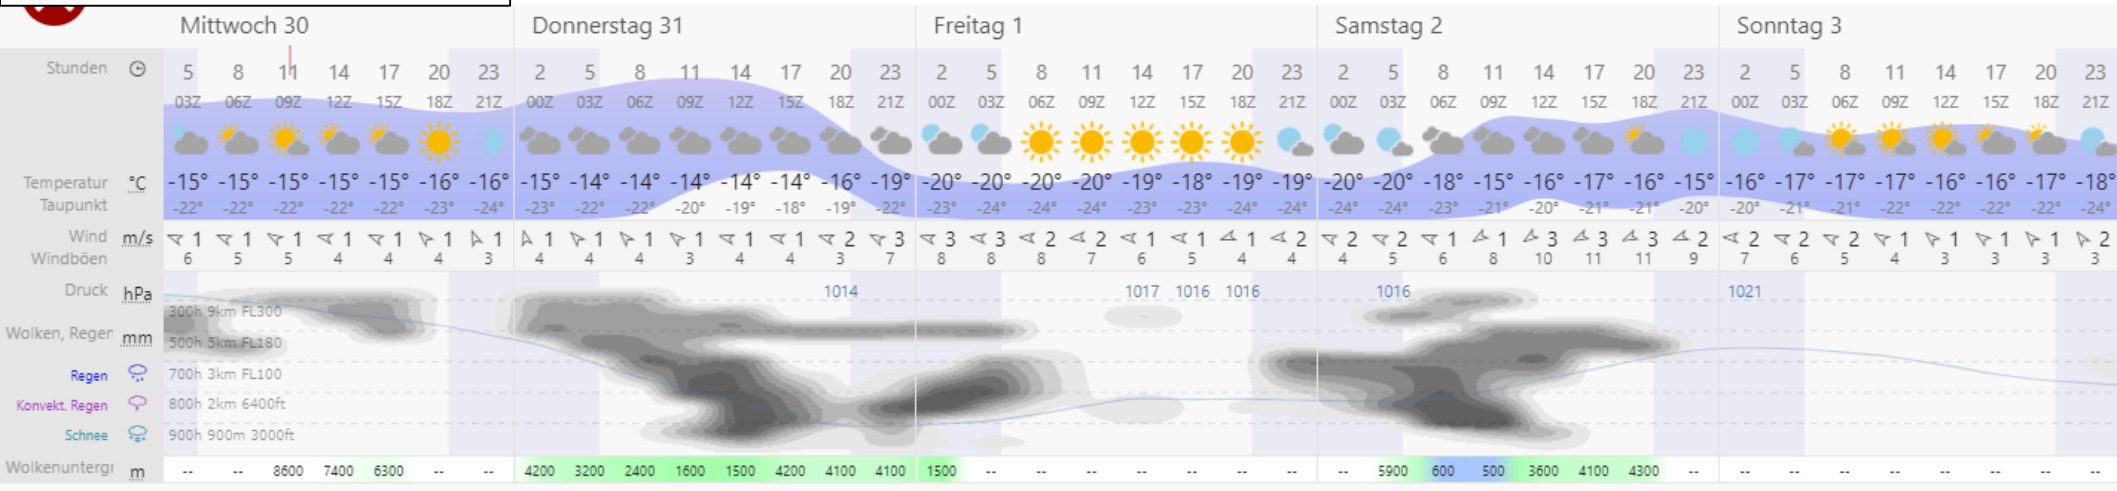 Mittwoch 30 Donnerstag 31 Freitag 1 Samstag 2 Sonntag 3
Stunden 5 8 11 14 17 20 23 2 5 8 11 14 17 20 23 2 5 8 11 14 17 20 23 2 5 8 11 14 17 20 23 2 5 8 11 14 17 20 23
03Z 06Z 09Z 12Z 15Z 18Z 21Z 00Z 03Z 06Z 09Z 12Z 15Z 18Z 21Z 00Z 03Z 06Z 09Z 12Z 15Z 18Z 21Z 00Z 03Z 06Z 09Z 12Z 15Z 18Z 21Z 00Z 03Z 06Z 09Z 12Z 15Z 18Z 21Z
Temperatur °C -15° -15° -15° -15° -15° -16° -16° -15° -14° -14° -14° -14° -14° -16° -19° -20° -20° -20° -20° -19° -18° -19° -19° -20° -20° -18° -15° -16° -17° -16° -15° -16° -17° -17° -17° -16° -16° -17° -18°
Taupunkt -22° -22° -22° -22° -22° -23° -24° -23° -22° -22° -20° -19° -18° -19° -22° -23° -24° -24° -24° -23° -23° -24° -24° -24° -24° -23° -21° -20° -21° -21° -20° -20° -21° -21° -22° -22° -22° -22° -24°
Wind m/s 1 1 1 1 1 1 1 1 1 1 1 1 1 2 3 3 3 2 2 1 1 1 2 2 2 1 1 3 3 3 2 2 2 2 1 1 1 1 2
Windböen 6 5 5 4 4 4 3 4 4 4 3 4 4 3 7 8 8 8 7 6 5 4 4 4 5 6 8 10 11 11 9 7 6 5 4 3 3 3 3
Druck hPa 1014 1017 1016 1016 1016 1021
300h 9km FL300
Wolken, Regen mm
500h 5km FL180
Regen 700h 3km FL100
Konvekt. Regen 800h 2km 6400ft
Schnee 900h 900m 3000ft
Wolkenuntergr m -- -- 8600 7400 6300 -- -- 4200 3200 2400 1600 1500 4200 4100 4100 1500 -- -- -- -- -- -- -- -- 5900 600 500 3600 4100 4300 -- -- -- -- -- -- -- -- --